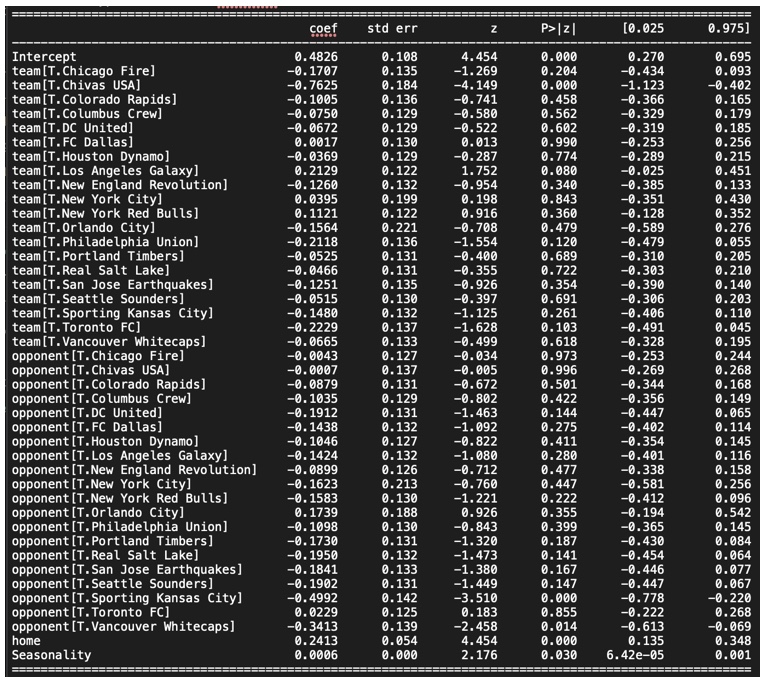 coef std err z P>|z| [0.025 0.975]
Intercept 0.4826 0.108 4.454 0.000 0.270 0.695
team[T.Chicago Fire] -0.1707 0.135 -1.269 0.204 -0.434 0.093
team[T.Chivas USA] -0.7625 0.184 -4.149 0.000 -1.123 -0.402
team[T.Colorado Rapids] -0.1005 0.136 -0.741 0.458 -0.366 0.165
team[T.Columbus Crew] -0.0750 0.129 -0.580 0.562 -0.329 0.179
team[T.DC United] -0.0672 0.129 -0.522 0.602 -0.319 0.185
team[T.FC Dallas] 0.0017 0.130 0.013 0.990 -0.253 0.256
team[T.Houston Dynamo] -0.0369 0.129 -0.287 0.774 -0.289 0.215
team[T.Los Angeles Galaxy] 0.2129 0.122 1.752 0.080 -0.025 0.451
team[T.New England Revolution] -0.1260 0.132 -0.954 0.340 -0.385 0.133
team[T.New York City] 0.0395 0.199 0.198 0.843 -0.351 0.430
team[T.New York Red Bulls] 0.1121 0.122 0.916 0.360 -0.128 0.352
team[T.Orlando City] -0.1564 0.221 -0.708 0.479 -0.589 0.276
team[T.Philadelphia Union] -0.2118 0.136 -1.554 0.120 -0.479 0.055
team[T.Portland Timbers] -0.0525 0.131 -0.400 0.689 -0.310 0.205
team[T.Real Salt Lake] -0.0466 0.131 -0.355 0.722 -0.303 0.210
team[T.San Jose Earthquakes] -0.1251 0.135 -0.926 0.354 -0.390 0.140
team[T.Seattle Sounders] -0.0515 0.130 -0.397 0.691 -0.306 0.203
team[T.Sporting Kansas City] -0.1480 0.132 -1.125 0.261 -0.406 0.110
team[T.Toronto FC] -0.2229 0.137 -1.628 0.103 -0.491 0.045
team[T.Vancouver Whitecaps] -0.0665 0.133 -0.499 0.618 -0.328 0.195
opponent[T.Chicago Fire] -0.0043 0.127 -0.034 0.973 -0.253 0.244
opponent[T.Chivas USA] -0.0007 0.137 -0.005 0.996 -0.269 0.268
opponent[T.Colorado Rapids] -0.0879 0.131 -0.672 0.501 -0.344 0.168
opponent[T.Columbus Crew] -0.1035 0.129 -0.802 0.422 -0.356 0.149
opponent[T.DC United] -0.1912 0.131 -1.463 0.144 -0.447 0.065
opponent[T.FC Dallas] -0.1438 0.132 -1.092 0.275 -0.402 0.114
opponent[T.Houston Dynamo] -0.1046 0.127 -0.822 0.411 -0.354 0.145
opponent[T.Los Angeles Galaxy] -0.1424 0.132 -1.080 0.280 -0.401 0.116
opponent[T.New England Revolution] -0.0899 0.126 -0.712 0.477 -0.338 0.158
opponent[T.New York City] -0.1623 0.213 -0.760 0.447 -0.581 0.256
opponent[T.New York Red Bulls] -0.1583 0.130 -1.221 0.222 -0.412 0.096
opponent[T.Orlando City] 0.1739 0.188 0.926 0.355 -0.194 0.542
opponent[T.Philadelphia Union] -0.1098 0.130 -0.843 0.399 -0.365 0.145
opponent[T.Portland Timbers] -0.1730 0.131 -1.320 0.187 -0.430 0.084
opponent[T.Real Salt Lake] -0.1950 0.132 -1.473 0.141 -0.454 0.064
opponent[T.San Jose Earthquakes] -0.1841 0.133 -1.380 0.167 -0.446 0.077
opponent[T.Seattle Sounders] -0.1902 0.131 -1.449 0.147 -0.447 0.067
opponent[T.Sporting Kansas City] -0.4992 0.142 -3.510 0.000 -0.778 -0.220
opponent[T.Toronto FC] 0.0229 0.125 0.183 0.855 -0.222 0.268
opponent[T.Vancouver Whitecaps] -0.3413 0.139 -2.458 0.014 -0.613 -0.069
home 0.2413 0.054 4.454 0.000 0.135 0.348
Seasonality 0.0006 0.000 2.176 0.030 6.42e-05 0.001